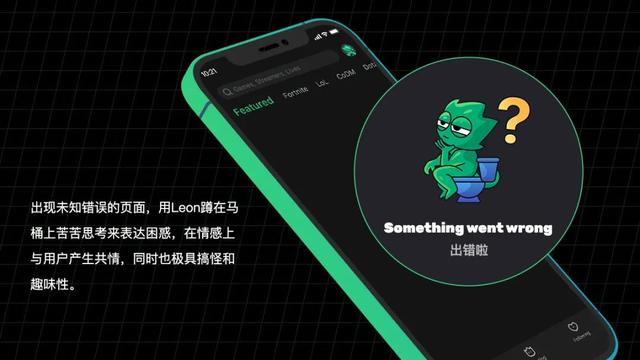 10:21
Games, Streamers, Lives
Featured
Fortnite
LoL
CoDM
Dota
?
Something went wrong
出错啦
出现未知错误的页面，用Leon蹲在马
桶上苦苦思考来表达困惑，在情感上
与用户产生共情，同时也极具搞怪和
趣味性。
Following